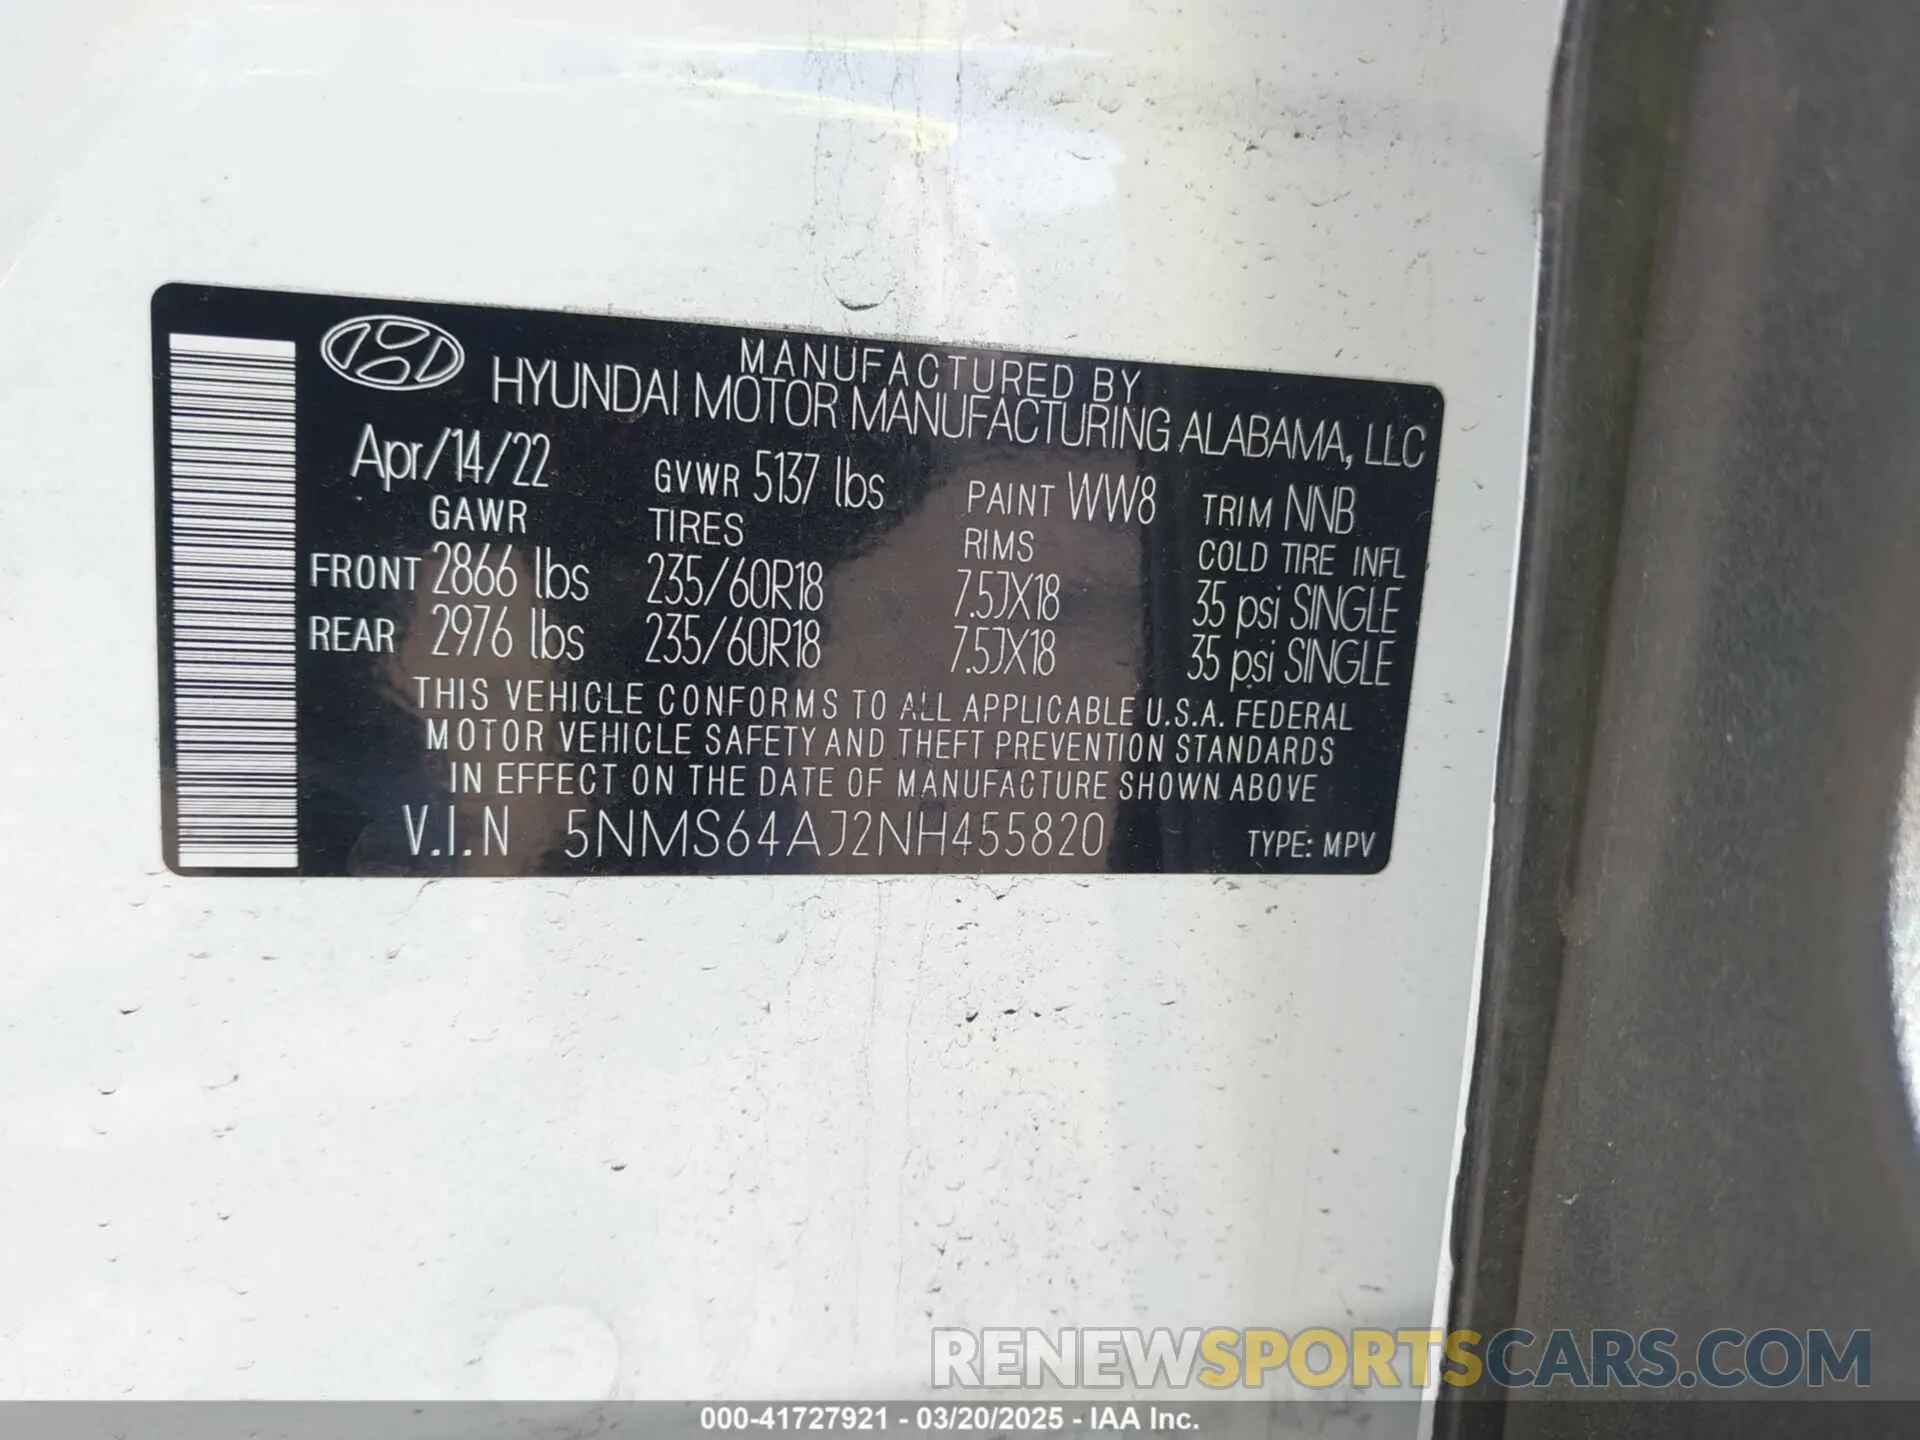 MANUFACTURED BY
HYUNDAI MOTOR MANUFACTURING ALABAMA, LLC
Apr/14/22 GVWR 5137 lbs PAINT WW8 TRIM NNB
GAWR TIRES RIMS COLD TIRE INFL
FRONT 2866 lbs 235/60R18 7.5JX18 35 psi SINGLE
REAR 2976 lbs 235/60R18 7.5JX18 35 psi SINGLE
THIS VEHICLE CONFORMS TO ALL APPLICABLE U.S.A. FEDERAL
MOTOR VEHICLE SAFETY AND THEFT PREVENTION STANDARDS
IN EFFECT ON THE DATE OF MANUFACTURE SHOWN ABOVE
V.I.N 5NMS64AJ2NH455820 TYPE: MPV
RENEWSPORTSCARS.COM
000-41727921 - 03/20/2025 - IAA Inc.